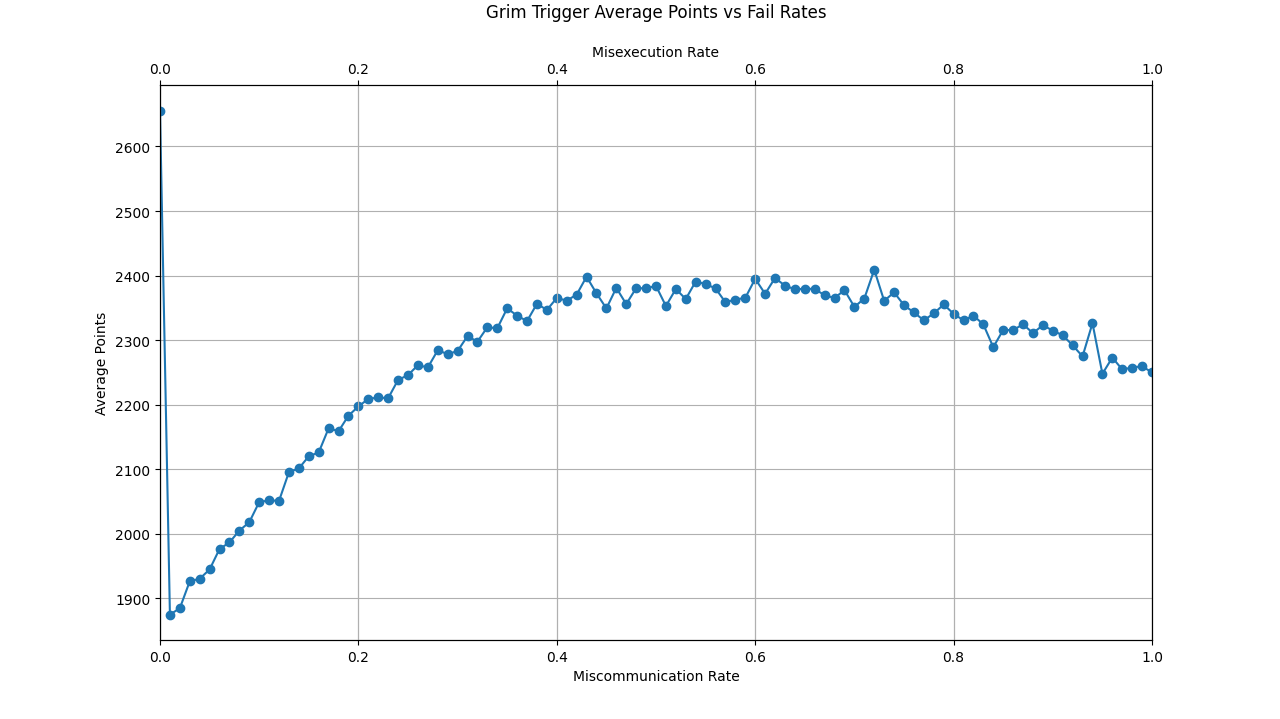 Grim Trigger Average Points vs Fail Rates
Misexecution Rate
0.0 0.2 0.4 0.6 0.8 1.0
2600
2500
2400
2300
2200
2100
2000
1900
Average Points
0.0 0.2 0.4 0.6 0.8 1.0
Miscommunication Rate